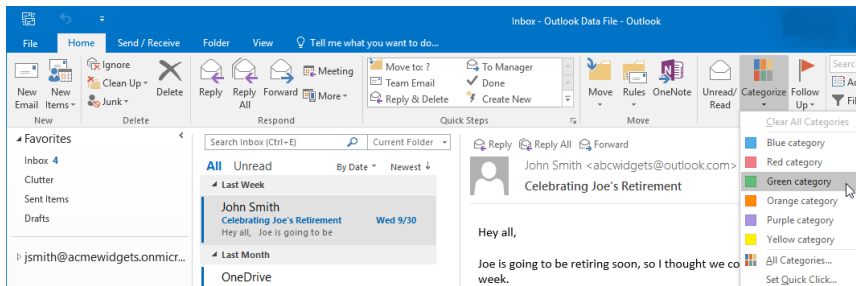 Inbox - Outlook Data File - Outlook
File Home Send / Receive Folder View Tell me what you want to do...
New Email
New Items
Ignore
Clean Up
Junk
Delete
Reply
Reply All
Forward
Meeting
More
Move to: ?
Team Email
Reply & Delete
To Manager
Done
Create New
Move
Rules
OneNote
Unread/ Read
Categorize
Follow Up
Searc
Ac
Fil
New Delete Respond Quick Steps Move
Clear All Categories
Blue category
Red category
Green category
Orange category
Purple category
Yellow category
All Categories...
Set Quick Click...
Favorites
Inbox 4
Clutter
Sent Items
Drafts
jsmith@acmewidgets.onmicr...
Search Inbox (Ctrl+E) Current Folder
All Unread By Date Newest
Last Week
John Smith
Celebrating Joe's Retirement Wed 9/30
Hey all, Joe is going to be
Last Month
OneDrive
Reply Reply All Forward
John Smith <abcwidgets@outlook.com>
Celebrating Joe's Retirement
Hey all,
Joe is going to be retiring soon, so I thought we co
week.